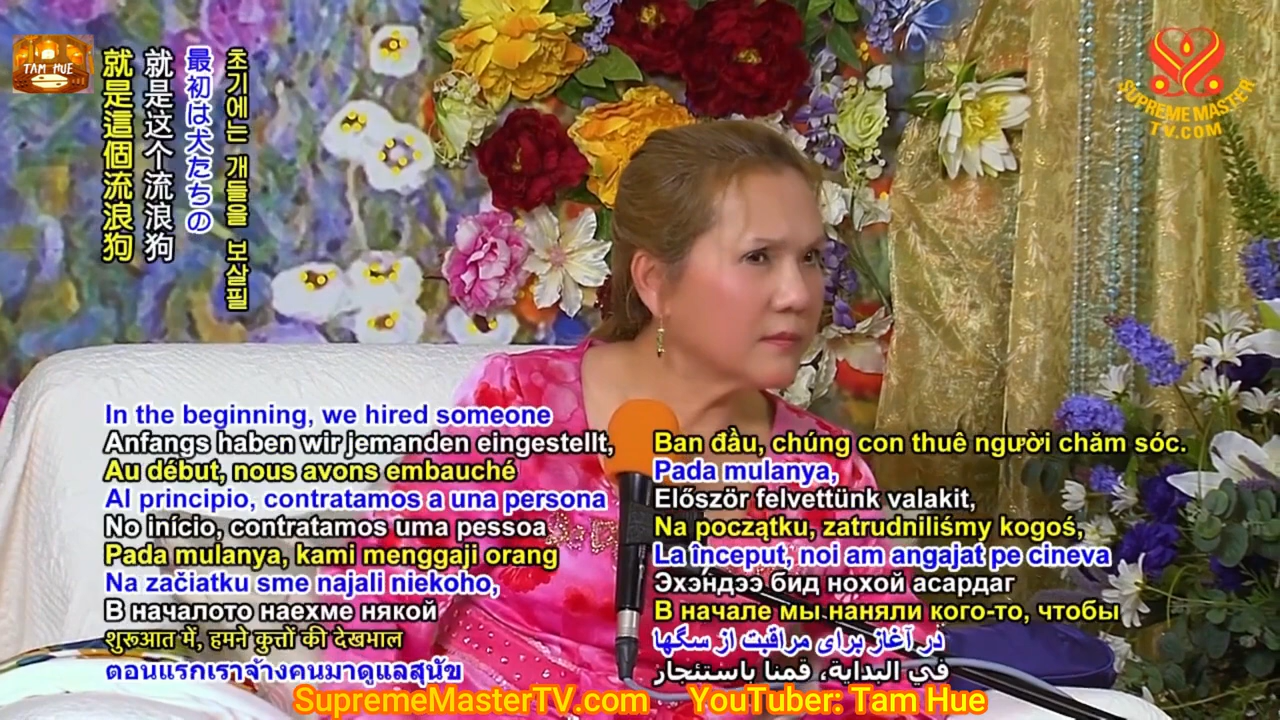 TAM HUE
就是這個流浪狗
就是这个流浪狗
最初は犬たちの
초기에는 개들을 보살필
SUPREME MASTER
TV.COM
In the beginning, we hired someone
Anfangs haben wir jemanden eingestellt,
Au début, nous avons embauché
Al principio, contratamos a una persona
No início, contratamos uma pessoa
Pada mulanya, kami menggaji orang
Na začiatku sme najali niekoho,
В началото наехме някой
शुरूआत में, हमने कुत्तों की देखभाल
ตอนแรกเราจ้างคนมาดูแลสุนัข
Ban đầu, chúng con thuê người chăm sóc.
Pada mulanya,
Először felvettünk valakit,
Na początku, zatrudniliśmy kogoś,
La început, noi am angajat pe cineva
Эхэндээ бид нохой асардаг
В начале мы наняли кого-то, чтобы
در آغاز برای مراقبت از سگها
في البداية، قمنا باستئجار
SupremeMasterTV.com YouTuber: Tam Hue